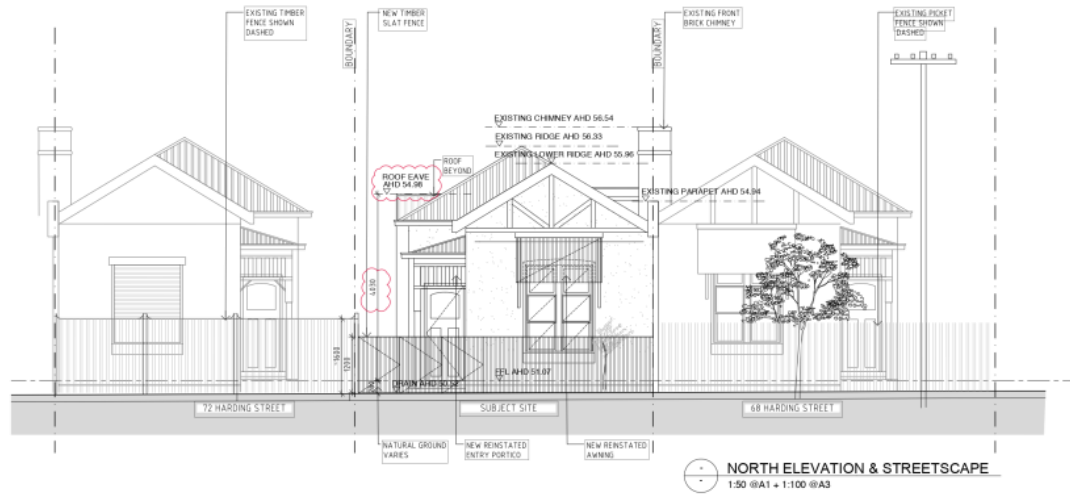 EXISTING TIMBER
FENCE SHOWN
DASHED
BOUNDARY
NEW TIMBER
SLAT FENCE
BOUNDARY
EXISTING FRONT
BRICK CHIMNEY
EXISTING PICKET
FENCE SHOWN
DASHED
EXISTING CHIMNEY AHD 56.54
EXISTING RIDGE AHD 56.33
EXISTING LOWER RIDGE AHD 55.96
ROOF
BEYOND
ROOF EAVE
AHD 54.98
EXISTING PARAPET AHD 54.94
4030
~1600
1200
DRAIN AHD 50.52
FFL AHD 51.07
72 HARDING STREET
SUBJECT SITE
68 HARDING STREET
NATURAL GROUND
VARIES
NEW REINSTATED
ENTRY PORTICO
NEW REINSTATED
AWNING
NORTH ELEVATION & STREETSCAPE
1:50 @A1 + 1:100 @A3